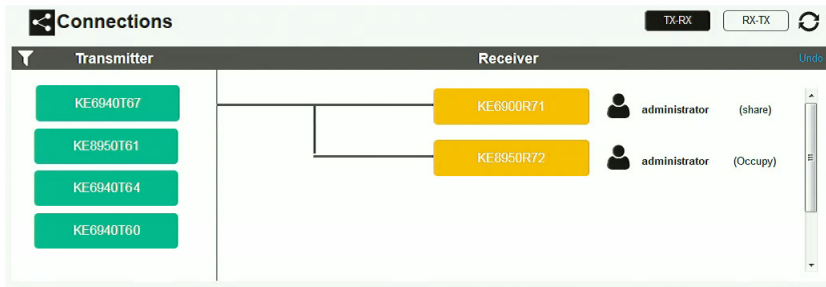 Connections
TX-RX
RX-TX
Transmitter
Receiver
Undo
KE6940T67
KE6900R71
administrator
(share)
KE8950T61
KE8950R72
administrator
(Occupy)
KE6940T64
KE6940T60